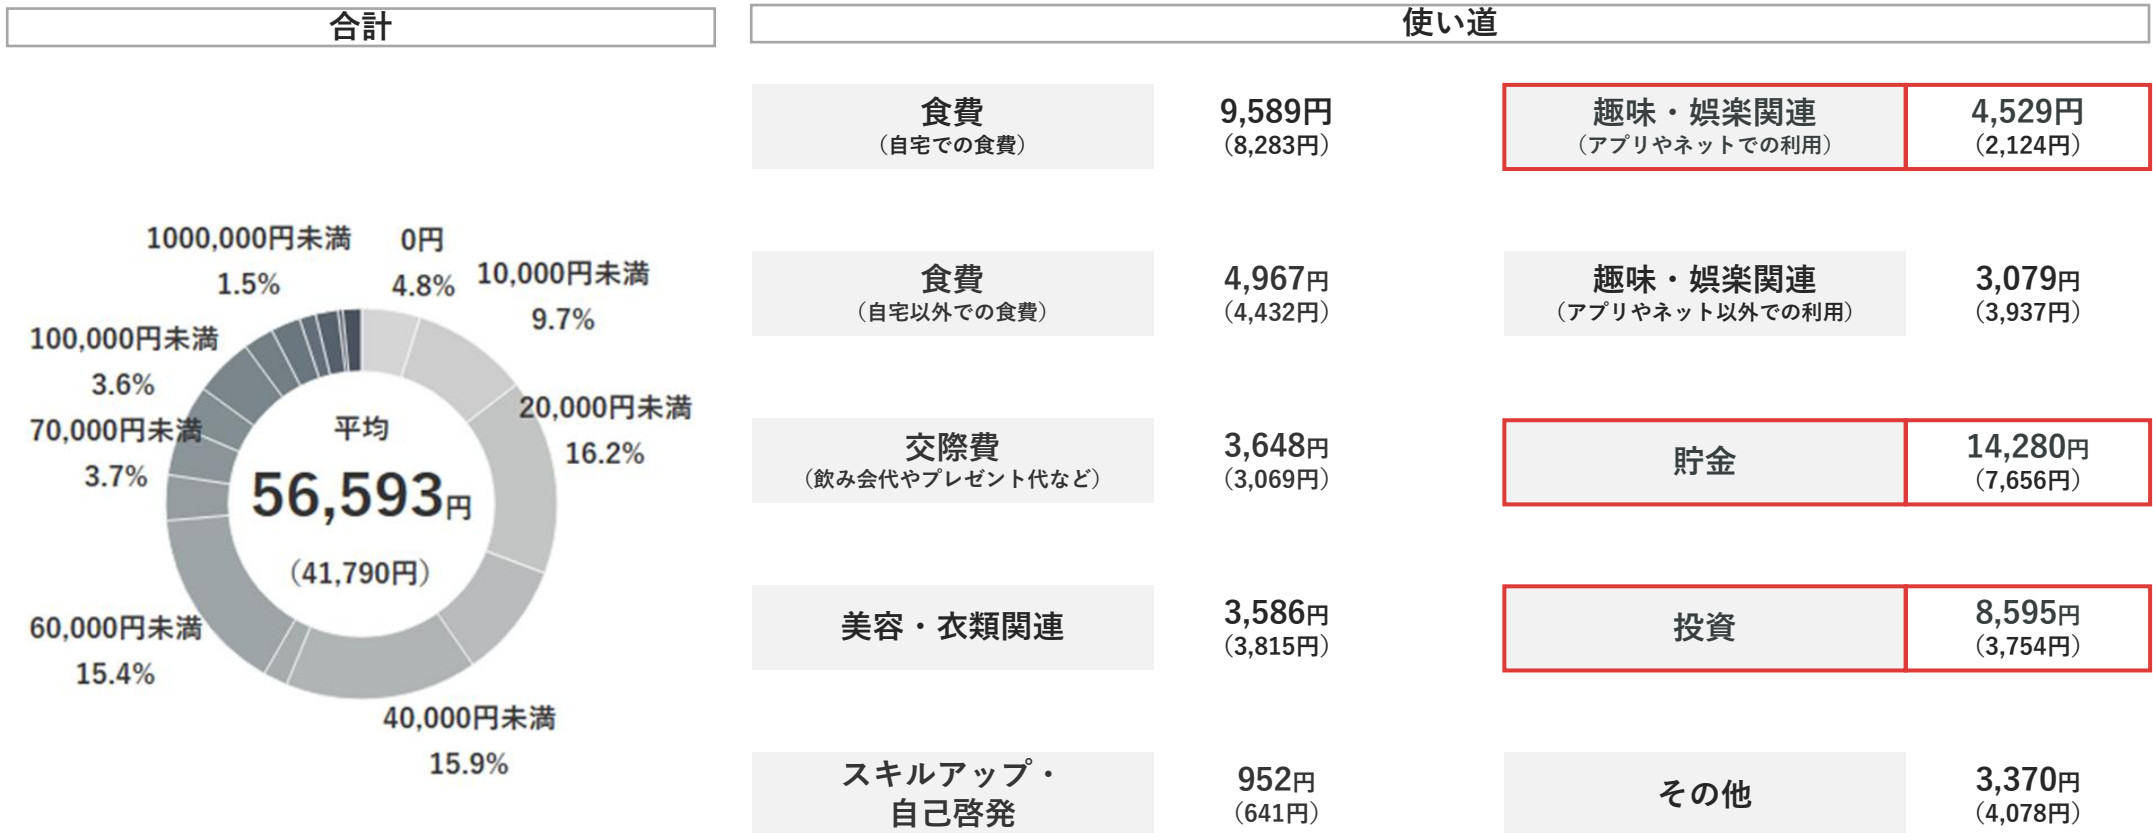 合計
1000,000円未満
1.5%
0円
4.8%
10,000円未満
9.7%
100,000円未満
3.6%
20,000円未満
16.2%
70,000円未満
3.7%
平均
56,593円
（41,790円）
60,000円未満
15.4%
40,000円未満
15.9%
使い道
食費
（自宅での食費）
9,589円
（8,283円）
趣味・娯楽関連
（アプリやネットでの利用）
4,529円
（2,124円）
食費
（自宅以外での食費）
4,967円
（4,432円）
趣味・娯楽関連
（アプリやネット以外での利用）
3,079円
（3,937円）
交際費
（飲み会代やプレゼント代など）
3,648円
（3,069円）
貯金
14,280円
（7,656円）
美容・衣類関連
3,586円
（3,815円）
投資
8,595円
（3,754円）
スキルアップ・
自己啓発
952円
（641円）
その他
3,370円
（4,078円）